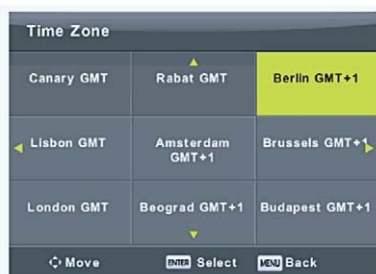 Time Zone
Canary GMT
Rabat GMT
Berlin GMT+1
Lisbon GMT
Amsterdam
GMT+1
Brussels GMT+1
London GMT
Beograd GMT+1
Budapest GMT+1
Move
ENTER Select
MENU Back